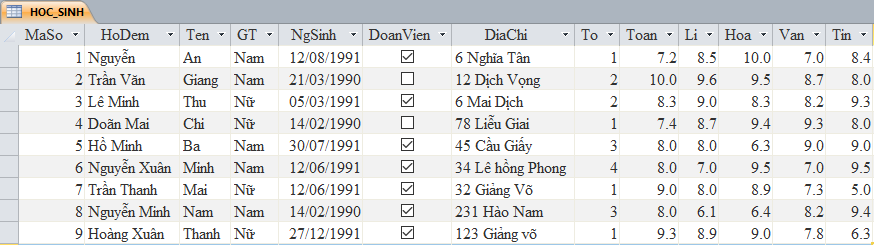 HOC_SINH
MaSo HoDem Ten GT NgSinh DoanVien DiaChi To Toan Li Hoa Van Tin
1 Nguyễn An Nam 12/08/1991 6 Nghĩa Tân 1 7.2 8.5 10.0 7.0 8.4
2 Trần Văn Giang Nam 21/03/1990 12 Dịch Vọng 2 10.0 9.6 9.5 8.7 8.0
3 Lê Minh Thu Nữ 05/03/1991 6 Mai Dịch 2 8.3 9.0 8.3 8.2 9.3
4 Doãn Mai Chi Nữ 14/02/1990 78 Liễu Giai 1 7.4 8.7 9.4 9.3 8.0
5 Hồ Minh Ba Nam 30/07/1991 45 Cầu Giấy 3 8.0 8.0 6.3 9.0 9.0
6 Nguyễn Xuân Minh Nam 12/06/1991 34 Lê hồng Phong 4 8.0 7.0 9.5 7.0 9.5
7 Trần Thanh Mai Nữ 12/06/1991 32 Giảng Võ 1 9.0 8.0 8.9 7.3 5.0
8 Nguyễn Minh Nam Nam 14/02/1990 231 Hào Nam 3 8.0 6.1 6.4 8.2 9.4
9 Hoàng Xuân Thanh Nữ 27/12/1991 123 Giảng võ 1 9.3 8.9 9.0 7.8 6.3